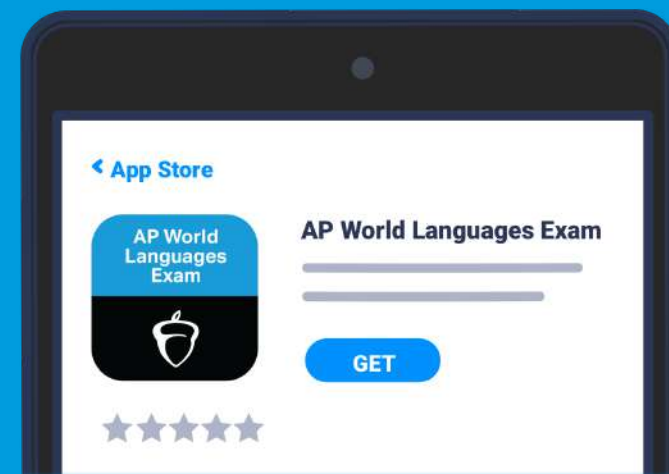 App Store
AP World
Languages
Exam
AP World Languages Exam
GET